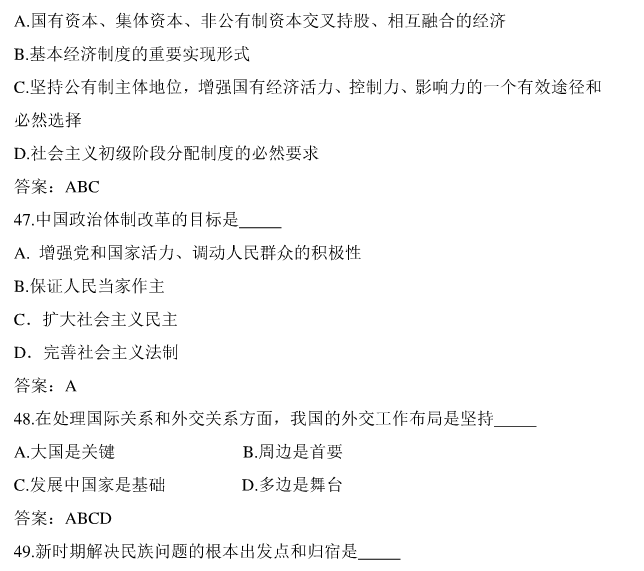 A.国有资本、集体资本、非公有制资本交叉持股、相互融合的经济
B.基本经济制度的重要实现形式
C.坚持公有制主体地位，增强国有经济活力、控制力、影响力的一个有效途径和
必然选择
D.社会主义初级阶段分配制度的必然要求
答案：ABC
47.中国政治体制改革的目标是_____
A. 增强党和国家活力、调动人民群众的积极性
B.保证人民当家作主
C．扩大社会主义民主
D．完善社会主义法制
答案：A
48.在处理国际关系和外交关系方面，我国的外交工作布局是坚持_____
A.大国是关键 B.周边是首要
C.发展中国家是基础 D.多边是舞台
答案：ABCD
49.新时期解决民族问题的根本出发点和归宿是_____